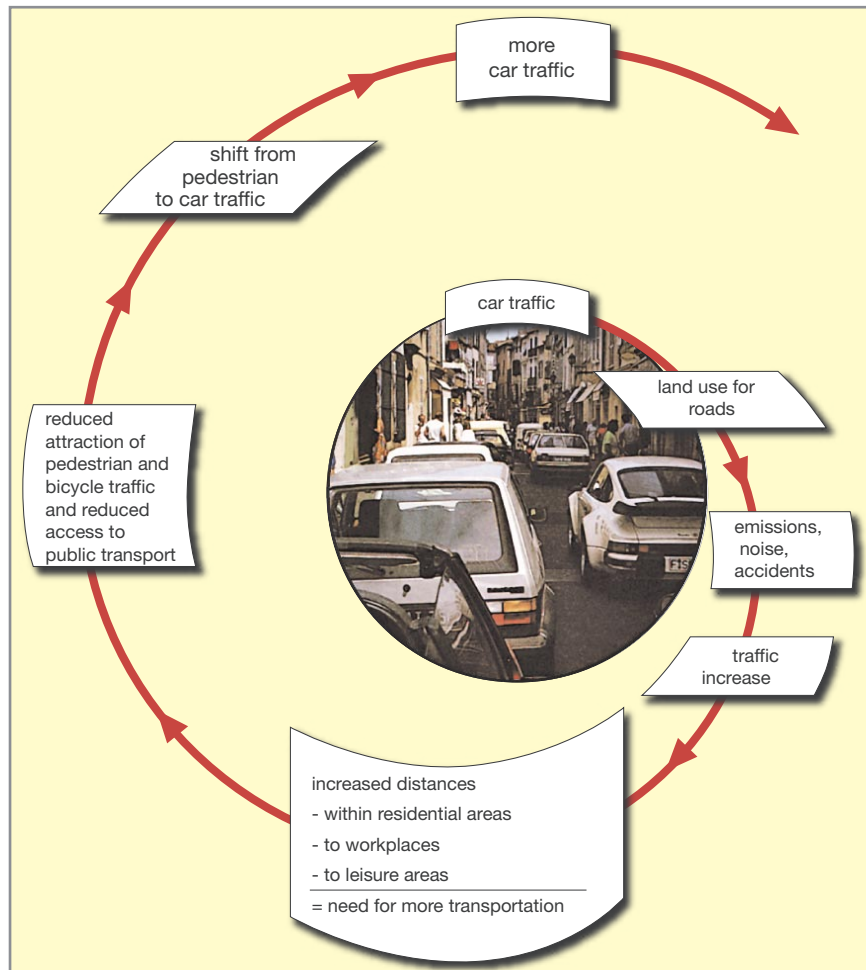 more
car traffic
shift from
pedestrian
to car traffic
car traffic
land use for
roads
reduced
attraction of
pedestrian and
bicycle traffic
and reduced
access to
public transport
emissions,
noise,
accidents
traffic
increase
increased distances
- within residential areas
- to workplaces
- to leisure areas
= need for more transportation